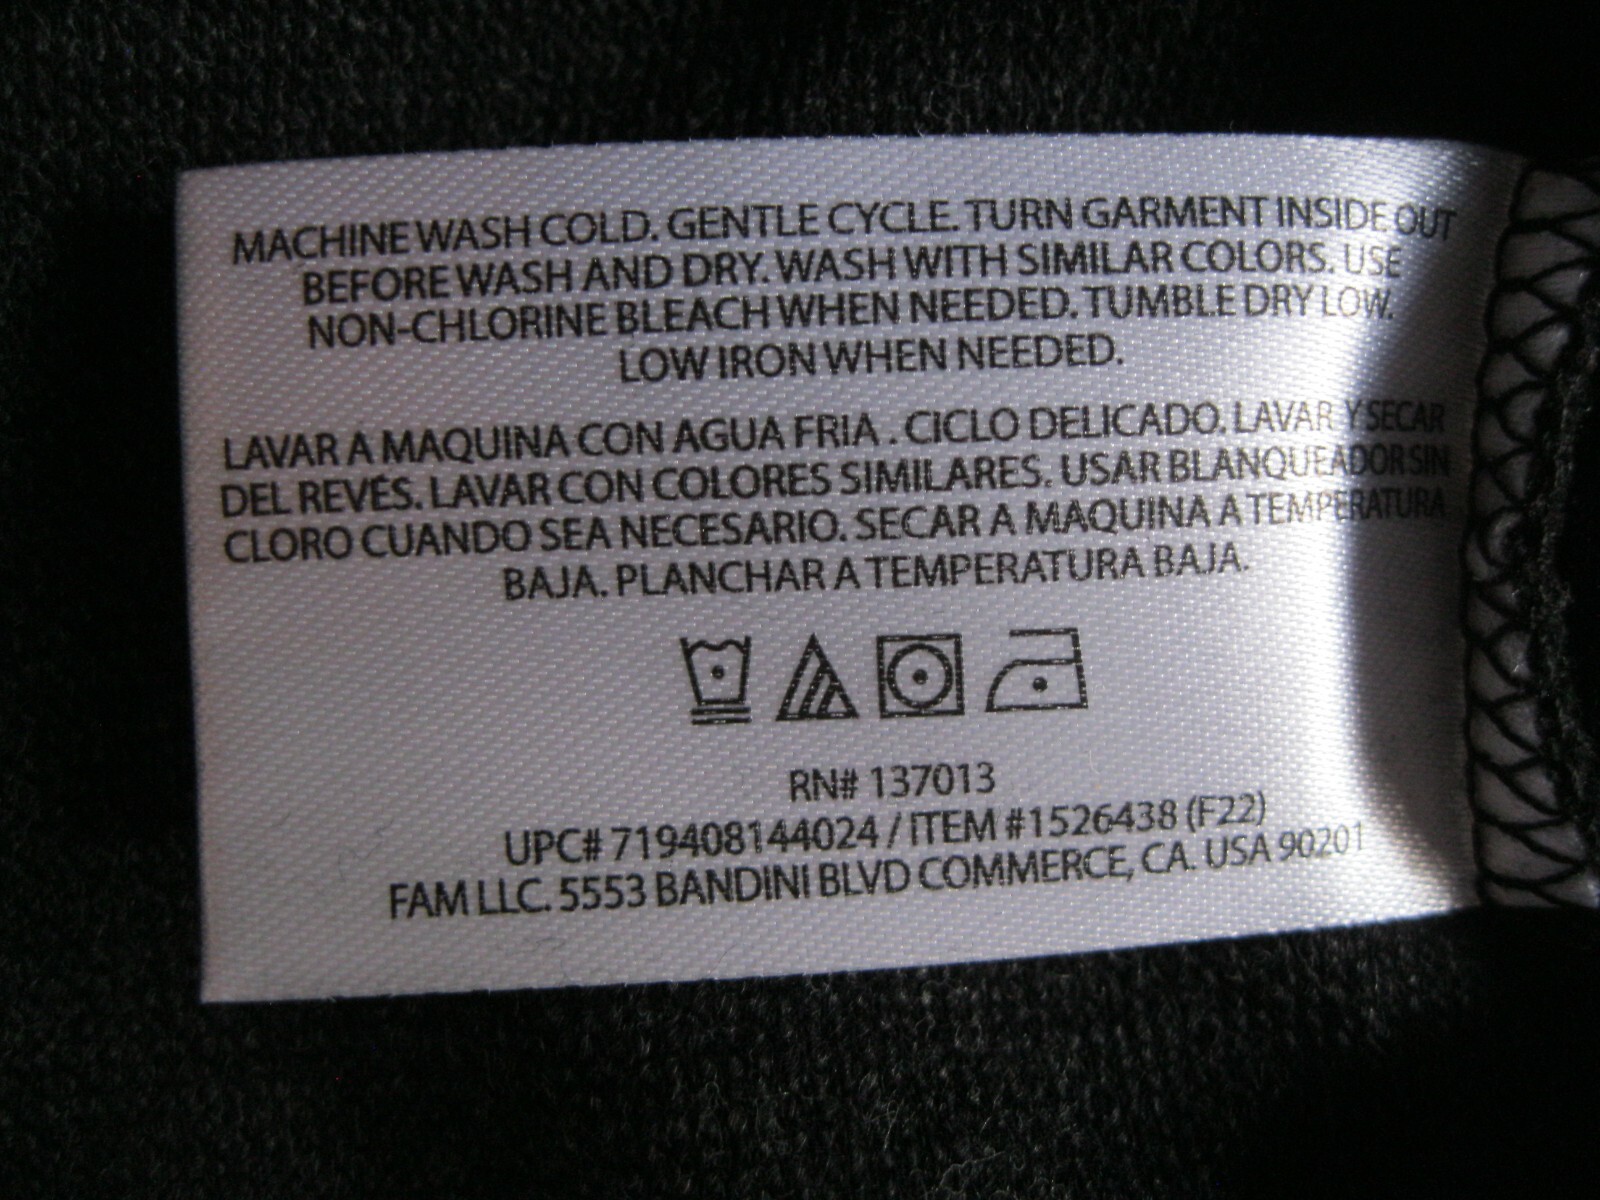 MACHINE WASH COLD. GENTLE CYCLE. TURN GARMENT INSIDE OUT
BEFORE WASH AND DRY. WASH WITH SIMILAR COLORS. USE
NON-CHLORINE BLEACH WHEN NEEDED. TUMBLE DRY LOW.
LOW IRON WHEN NEEDED.
LAVAR A MAQUINA CON AGUA FRIA . CICLO DELICADO. LAVAR Y SECAR
DEL REVÉS. LAVAR CON COLORES SIMILARES. USAR BLANQUEADOR SIN
CLORO CUANDO SEA NECESARIO. SECAR A MAQUINA A TEMPERATURA
BAJA. PLANCHAR A TEMPERATURA BAJA.
RN# 137013
UPC# 719408144024 / ITEM #1526438 (F22)
FAM LLC. 5553 BANDINI BLVD COMMERCE, CA. USA 90201